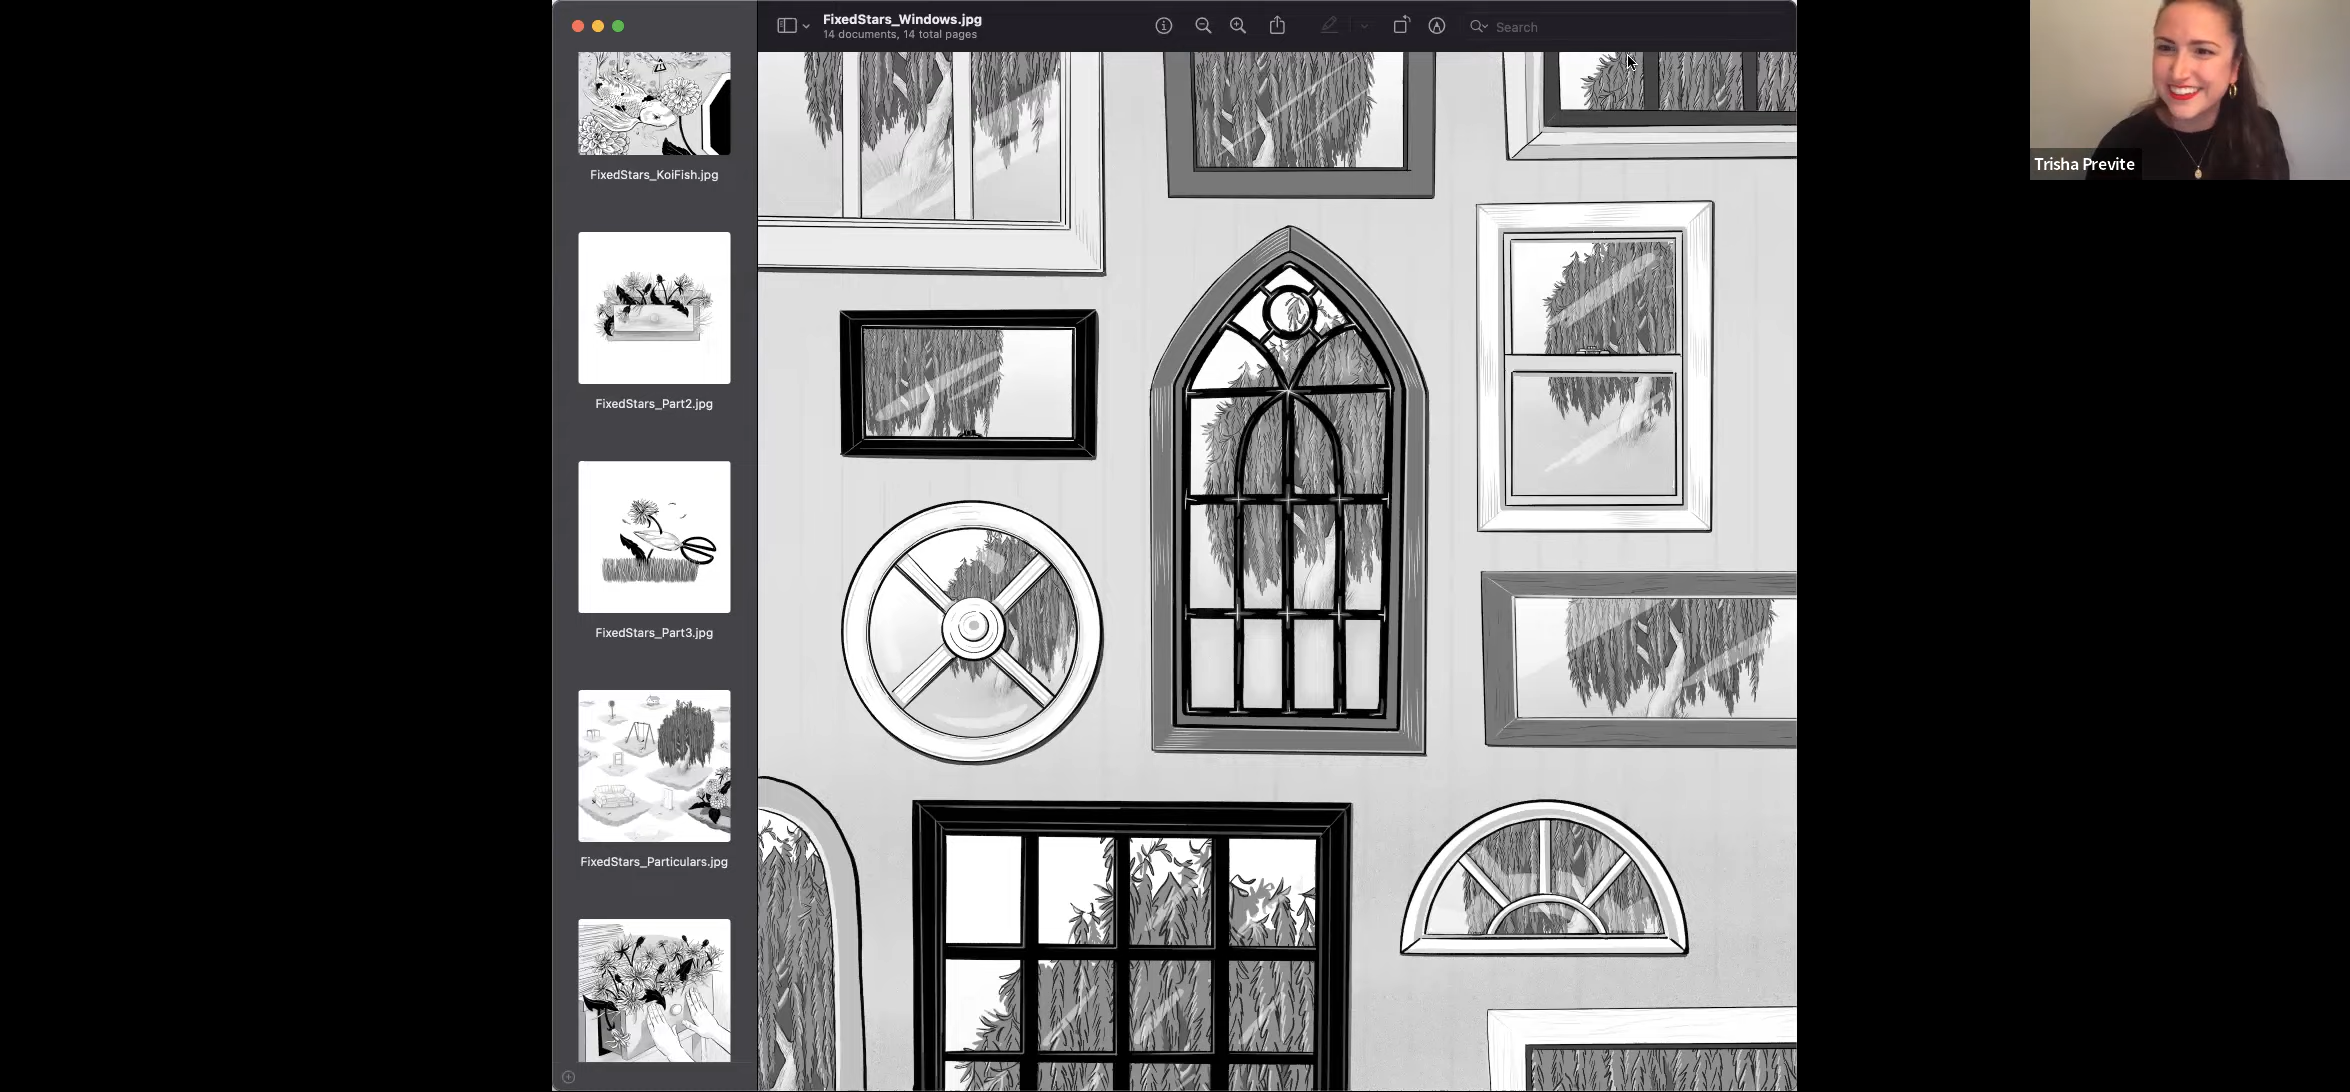 FixedStars_Windows.jpg
14 documents, 14 total pages
Search
FixedStars_KoiFish.jpg
FixedStars_Part2.jpg
FixedStars_Part3.jpg
FixedStars_Particulars.jpg
Trisha Previte